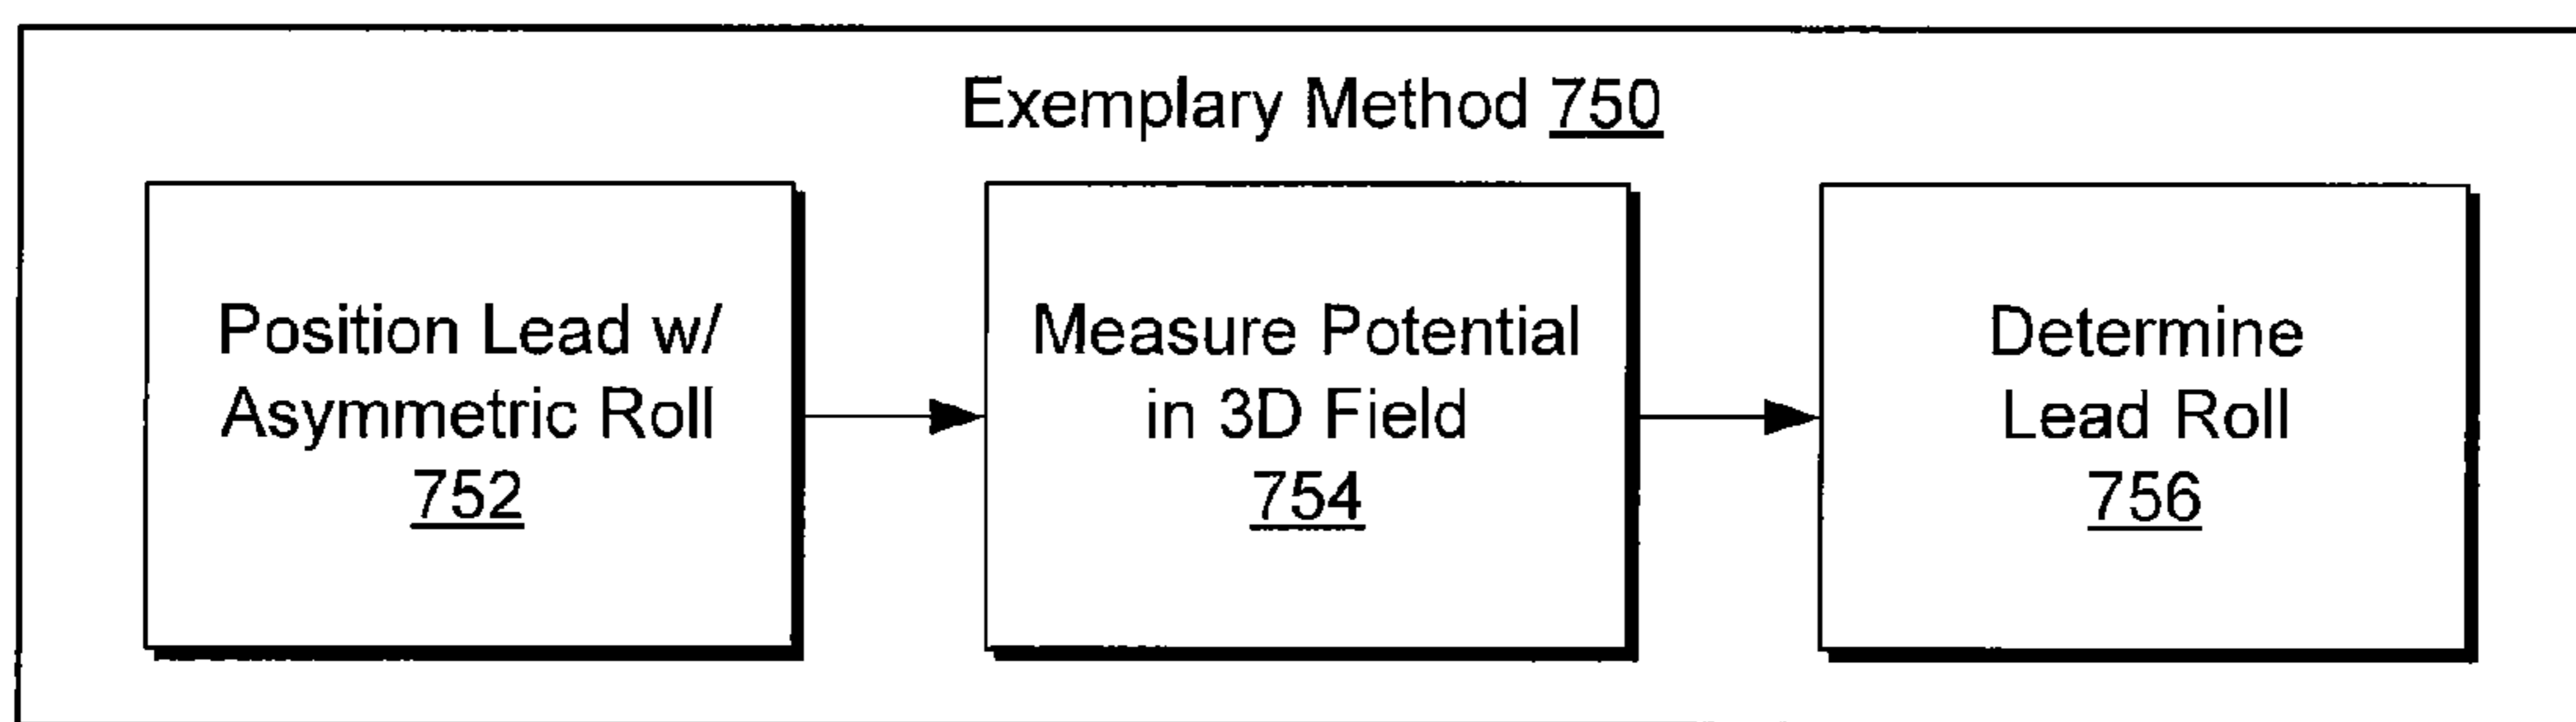 Exemplary Method 750
Position Lead w/
Asymmetric Roll
752
Measure Potential
in 3D Field
754
Determine
Lead Roll
756